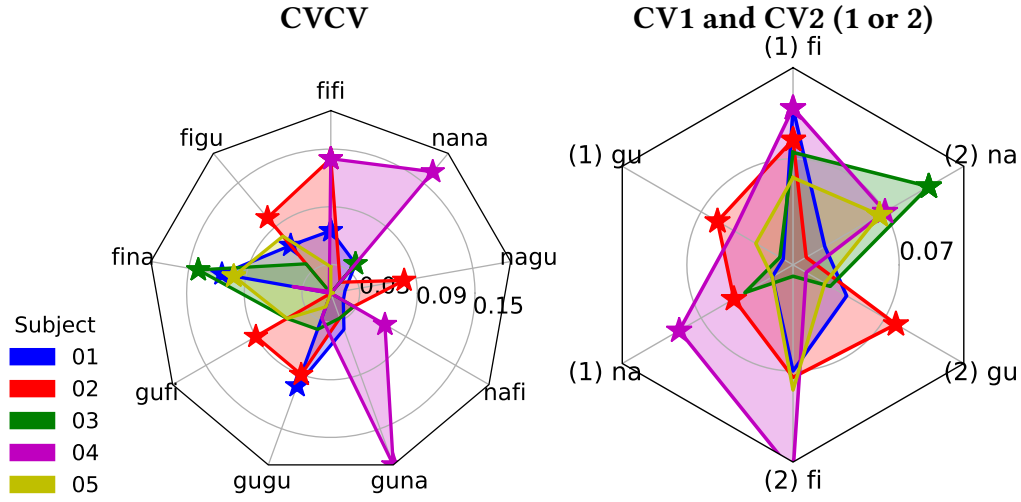 CVCV
CV1 and CV2 (1 or 2)
(1) fi
fifi
figu
nana
(1) gu
(2) na
fina
nagu
0.03
0.09
0.15
0.07
Subject
01
02
03
04
05
gufi
nafi
(1) na
(2) gu
gugu
guna
(2) fi